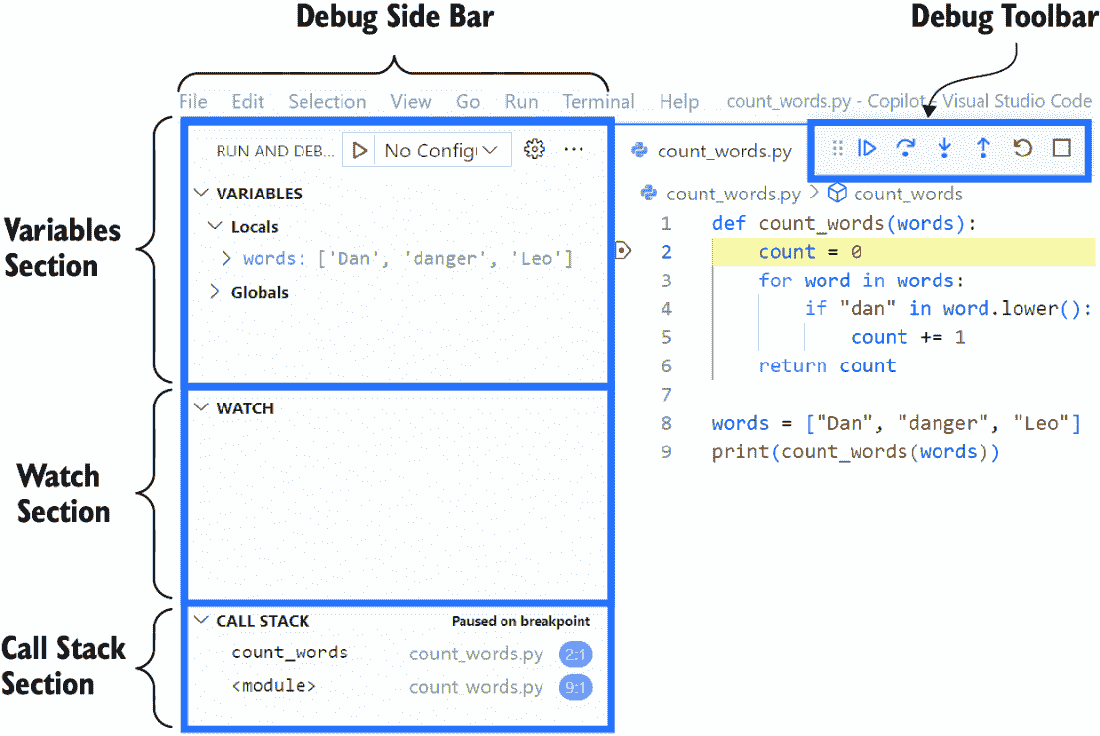 Debug Side Bar
Debug Toolbar
File Edit Selection View Go Run Terminal Help count_words.py - Copilot - Visual Studio Code
RUN AND DEB... No Config
count_words.py
count_words.py > count_words
Variables
Section
VARIABLES
Locals
words: ['Dan', 'danger', 'Leo']
Globals
1 def count_words(words):
2 count = 0
3 for word in words:
4 if "dan" in word.lower():
5 count += 1
6 return count
7
8 words = ["Dan", "danger", "Leo"]
9 print(count_words(words))
Watch
Section
WATCH
Call Stack
Section
CALL STACK Paused on breakpoint
count_words count_words.py 2:1
<module> count_words.py 9:1